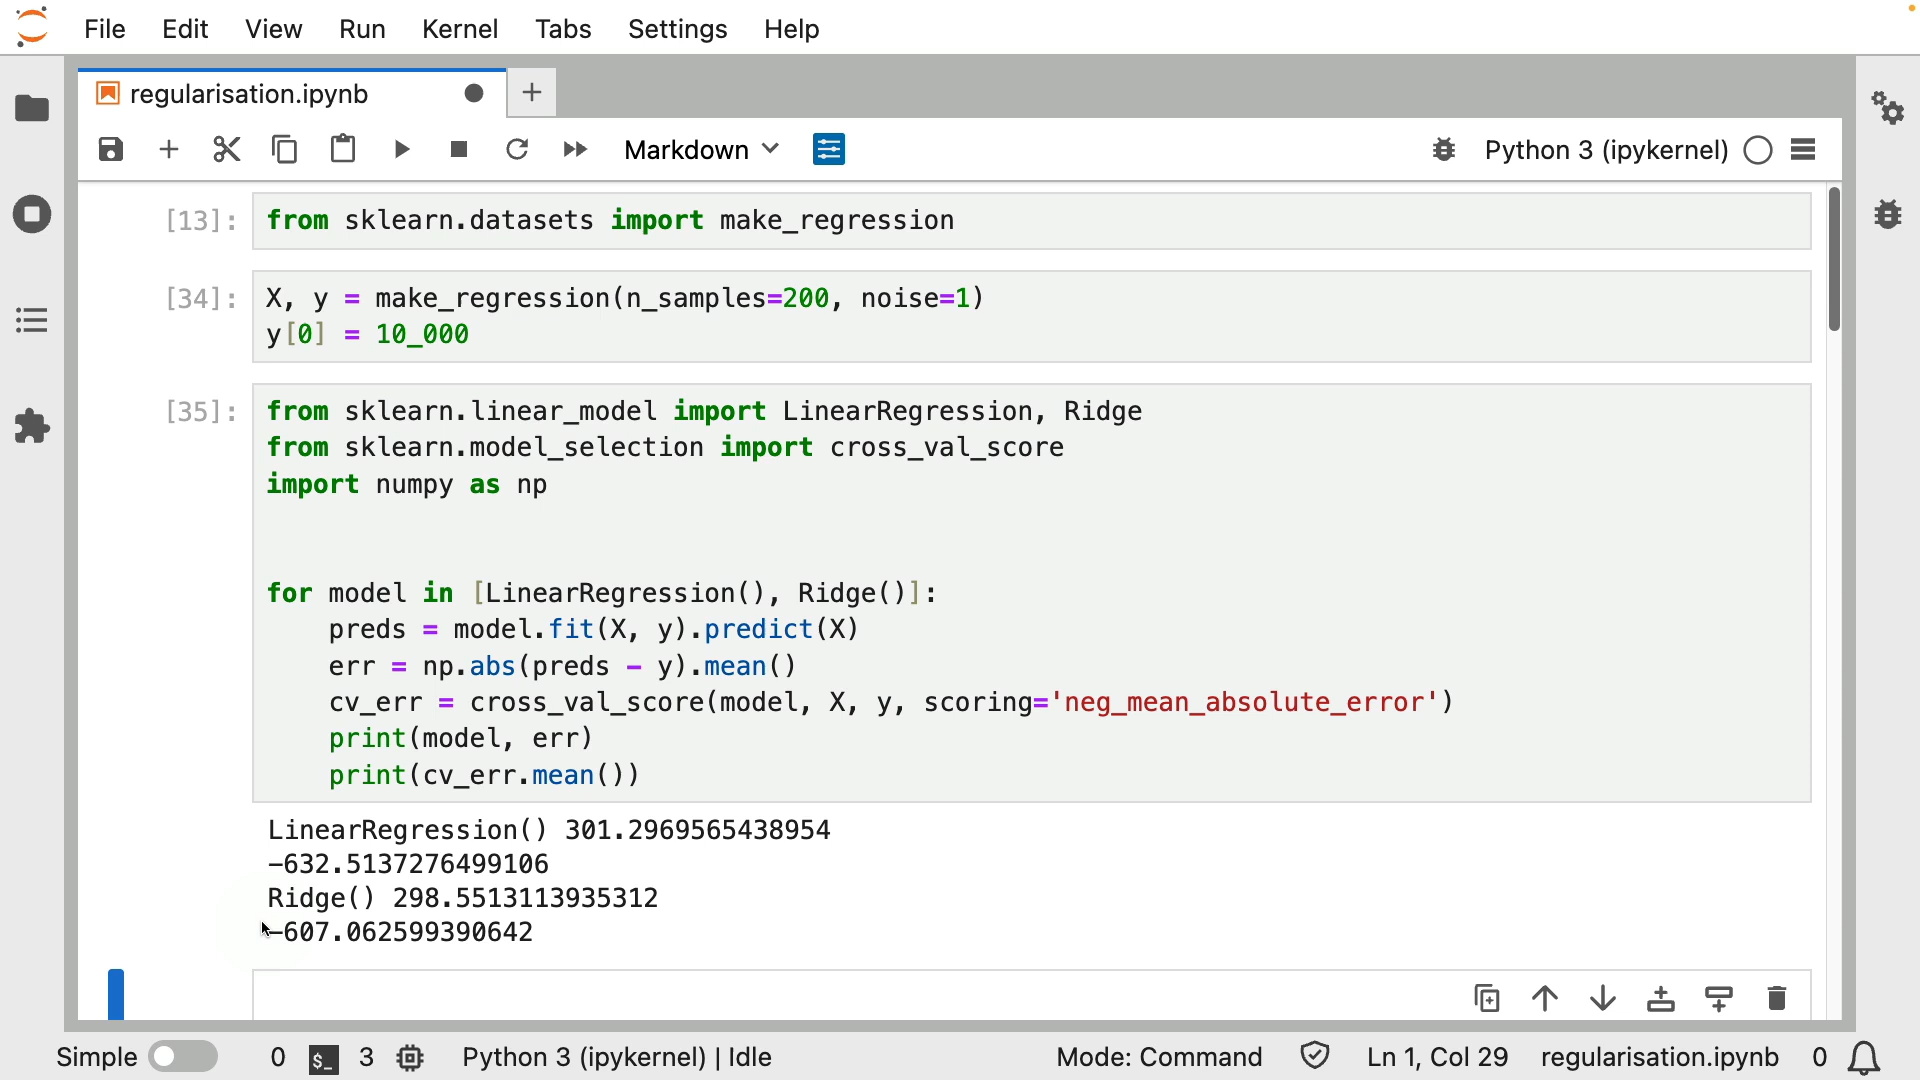 File Edit View Run Kernel Tabs Settings Help
regularisation.ipynb
Markdown Python 3 (ipykernel)
[13]: from sklearn.datasets import make_regression
[34]: X, y = make_regression(n_samples=200, noise=1)
y[0] = 10_000
[35]: from sklearn.linear_model import LinearRegression, Ridge
from sklearn.model_selection import cross_val_score
import numpy as np
for model in [LinearRegression(), Ridge()]:
    preds = model.fit(X, y).predict(X)
    err = np.abs(preds - y).mean()
    cv_err = cross_val_score(model, X, y, scoring='neg_mean_absolute_error')
    print(model, err)
    print(cv_err.mean())
LinearRegression() 301.2969565438954
-632.5137276499106
Ridge() 298.5513113935312
-607.062599390642
Simple 0 $_ 3 Python 3 (ipykernel) | Idle Mode: Command Ln 1, Col 29 regularisation.ipynb 0